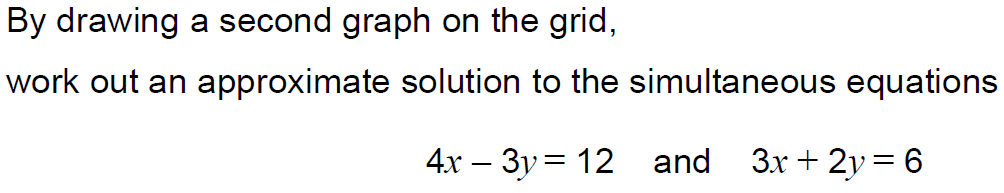 By drawing a second graph on the grid,
work out an approximate solution to the simultaneous equations
4x – 3y = 12 and 3x + 2y = 6